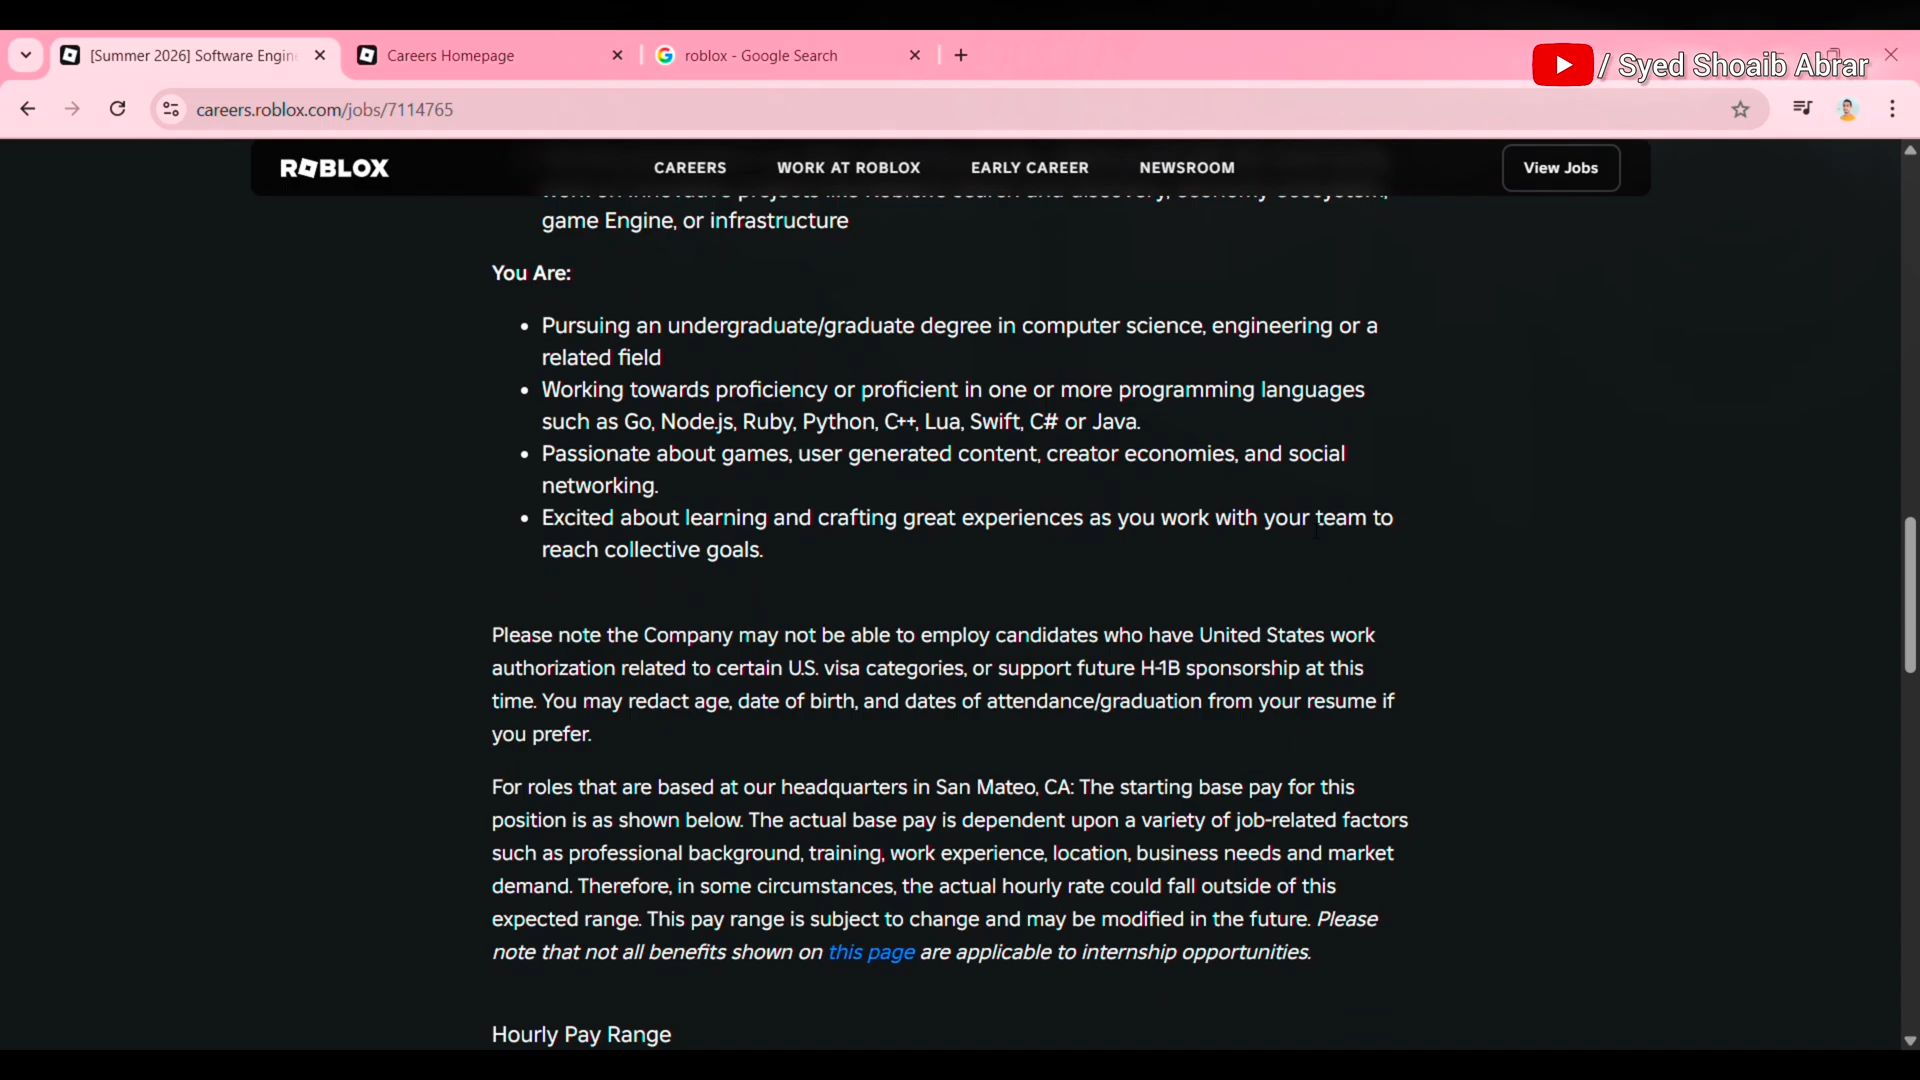 [Summer 2026] Software Engin
Careers Homepage
roblox - Google Search
/ Syed Shoaib Abrar
careers.roblox.com/jobs/7114765
ROBLOX
CAREERS
WORK AT ROBLOX
EARLY CAREER
NEWSROOM
View Jobs
work on innovative projects like Roblox's search and discovery, economy ecosystem,
game Engine, or infrastructure
You Are:
• Pursuing an undergraduate/graduate degree in computer science, engineering or a
related field
• Working towards proficiency or proficient in one or more programming languages
such as Go, Node.js, Ruby, Python, C++, Lua, Swift, C# or Java.
• Passionate about games, user generated content, creator economies, and social
networking.
• Excited about learning and crafting great experiences as you work with your team to
reach collective goals.
Please note the Company may not be able to employ candidates who have United States work
authorization related to certain U.S. visa categories, or support future H-1B sponsorship at this
time. You may redact age, date of birth, and dates of attendance/graduation from your resume if
you prefer.
For roles that are based at our headquarters in San Mateo, CA: The starting base pay for this
position is as shown below. The actual base pay is dependent upon a variety of job-related factors
such as professional background, training, work experience, location, business needs and market
demand. Therefore, in some circumstances, the actual hourly rate could fall outside of this
expected range. This pay range is subject to change and may be modified in the future. Please
note that not all benefits shown on this page are applicable to internship opportunities.
Hourly Pay Range